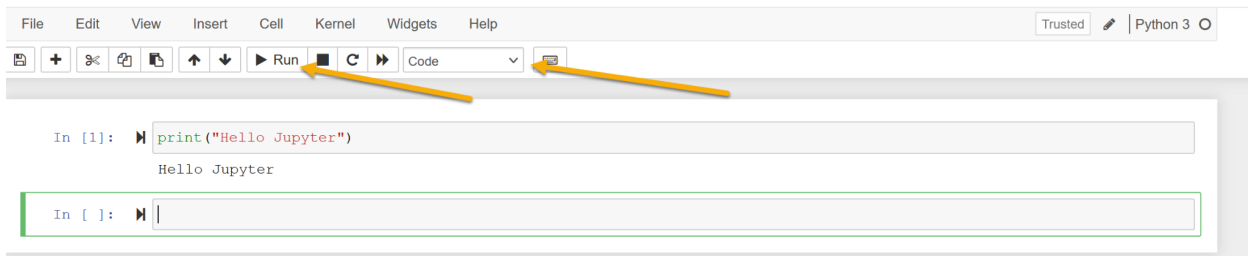 File Edit View Insert Cell Kernel Widgets Help Trusted Python 3
Run Code
In [1]: print("Hello Jupyter")
Hello Jupyter
In [ ]: